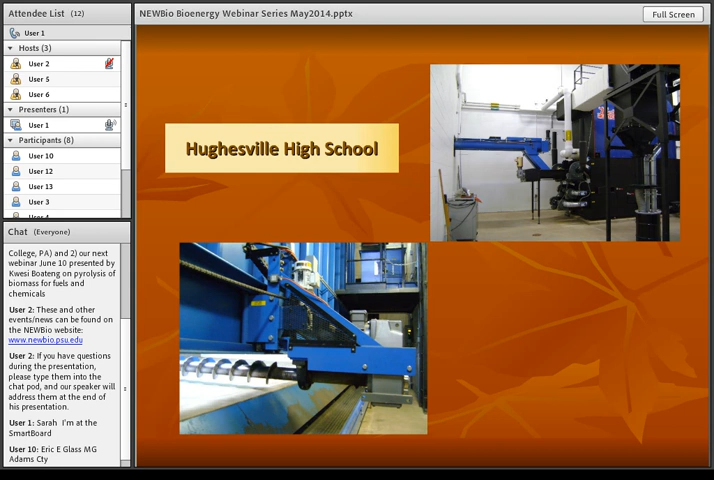 Attendee List (12)
User 1
Hosts (3)
User 2
User 5
User 6
Presenters (1)
User 1
Participants (8)
User 10
User 12
User 13
User 3
Chat (Everyone)
College, PA) and 2) our next
webinar June 10 presented by
Kwesi Boateng on pyrolysis of
biomass for fuels and
chemicals
User 2: These and other
events/news can be found on
the NEWBio website:
www.newbio.psu.edu
User 2: If you have questions
during the presentation,
please type them into the
chat pod, and our speaker will
address them at the end of
his presentation.
User 1: Sarah I'm at the
SmartBoard
User 10: Eric E Glass MG
Adams Cty
NEWBio Bioenergy Webinar Series May2014.pptx
Full Screen
Hughesville High School